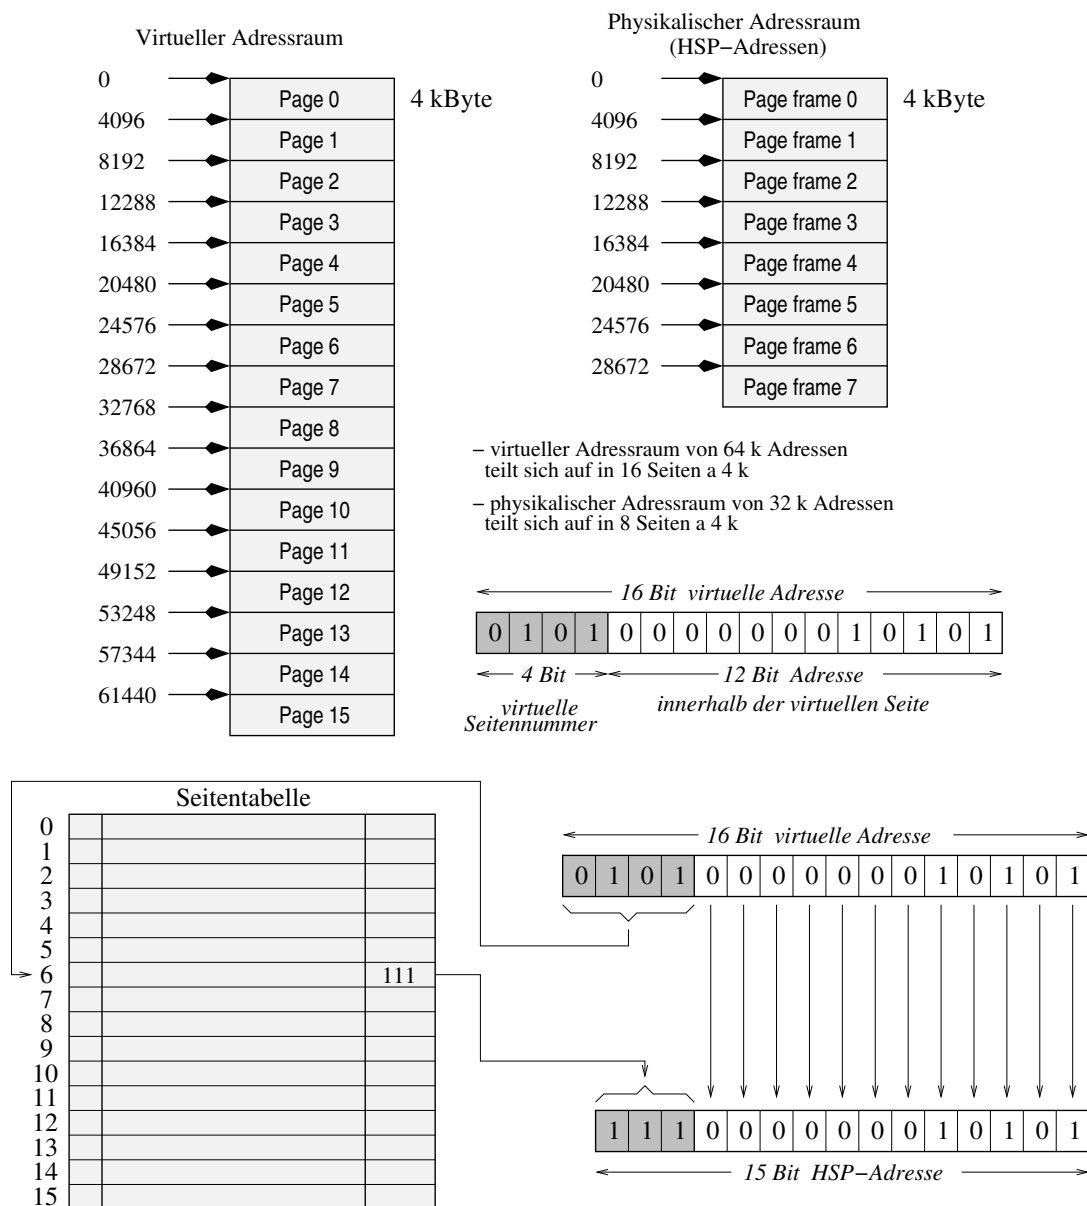 Virtueller Adressraum
0
4096
8192
12288
16384
20480
24576
28672
32768
36864
40960
45056
49152
53248
57344
61440
Page 0
Page 1
Page 2
Page 3
Page 4
Page 5
Page 6
Page 7
Page 8
Page 9
Page 10
Page 11
Page 12
Page 13
Page 14
Page 15
4 kByte
Physikalischer Adressraum
(HSP−Adressen)
0
4096
8192
12288
16384
20480
24576
28672
Page frame 0
Page frame 1
Page frame 2
Page frame 3
Page frame 4
Page frame 5
Page frame 6
Page frame 7
4 kByte
− virtueller Adressraum von 64 k Adressen
teilt sich auf in 16 Seiten a 4 k
− physikalischer Adressraum von 32 k Adressen
teilt sich auf in 8 Seiten a 4 k
16 Bit virtuelle Adresse
0 1 0 1 0 0 0 0 0 0 0 1 0 1 0 1
4 Bit
12 Bit Adresse
virtuelle
Seitennummer
innerhalb der virtuellen Seite
Seitentabelle
0
1
2
3
4
5
6
7
8
9
10
11
12
13
14
15
111
16 Bit virtuelle Adresse
0 1 0 1 0 0 0 0 0 0 0 1 0 1 0 1
1 1 1 0 0 0 0 0 0 0 1 0 1 0 1
15 Bit HSP−Adresse